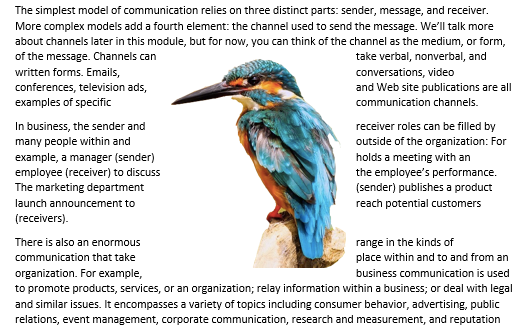 The simplest model of communication relies on three distinct parts: sender, message, and receiver.
More complex models add a fourth element: the channel used to send the message. We'll talk more
about channels later in this module, but for now, you can think of the channel as the medium, or form,
of the message. Channels can take verbal, nonverbal, and
written forms. Emails, conversations, video
conferences, television ads, and Web site publications are all
examples of specific communication channels.
In business, the sender and receiver roles can be filled by
many people within and outside of the organization: For
example, a manager (sender) holds a meeting with an
employee (receiver) to discuss the employee's performance.
The marketing department (sender) publishes a product
launch announcement to reach potential customers
(receivers).
There is also an enormous range in the kinds of
communication that take place within and to and from an
organization. For example, business communication is used
to promote products, services, or an organization; relay information within a business; or deal with legal
and similar issues. It encompasses a variety of topics including consumer behavior, advertising, public
relations, event management, corporate communication, research and measurement, and reputation